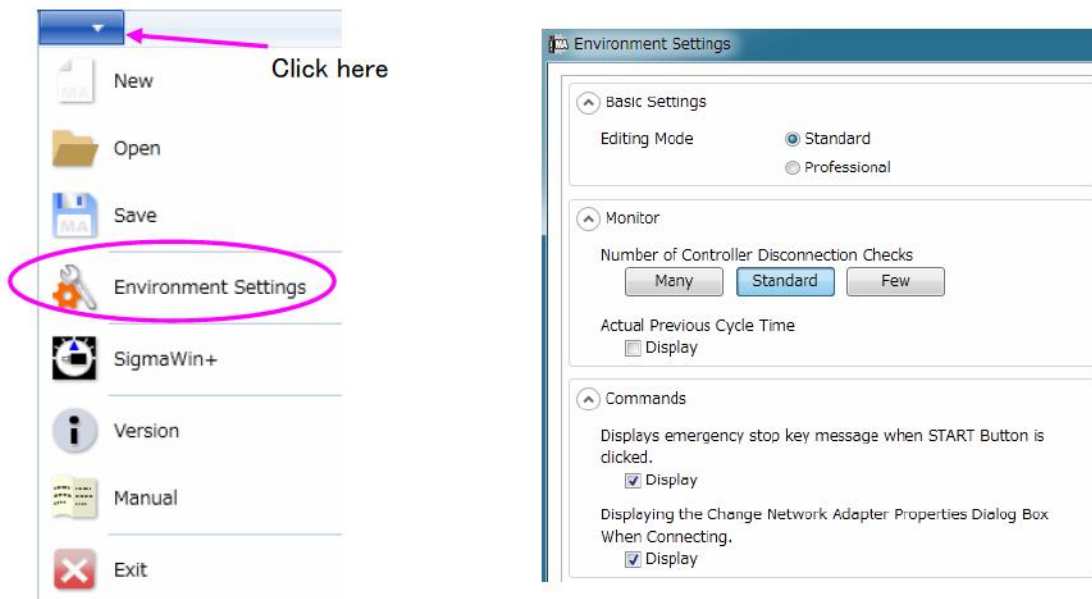 Click here
New
Open
Save
Environment Settings
SigmaWin+
Version
Manual
Exit
Environment Settings
Basic Settings
Editing Mode
Standard
Professional
Monitor
Number of Controller Disconnection Checks
Many Standard Few
Actual Previous Cycle Time
Display
Commands
Displays emergency stop key message when START Button is
clicked.
Display
Displaying the Change Network Adapter Properties Dialog Box
When Connecting.
Display